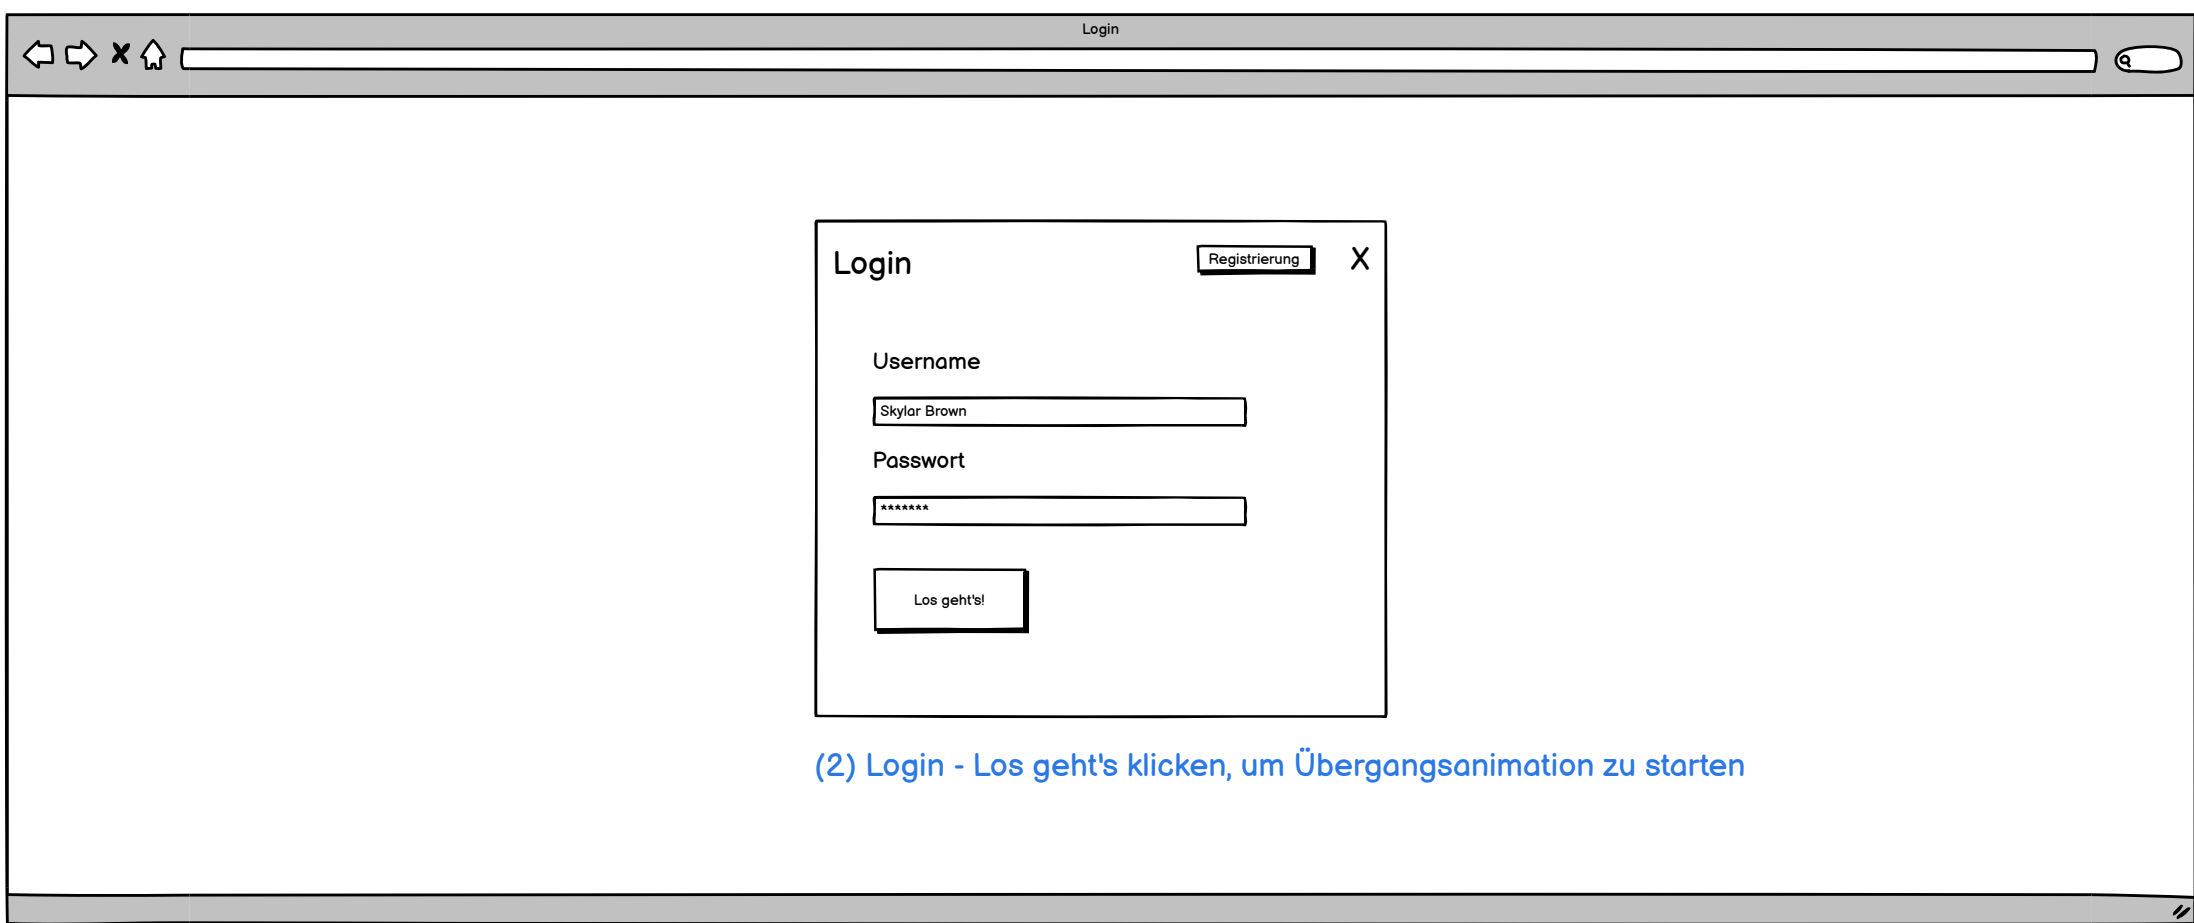 Login
Login
Registrierung
X
Username
Skylar Brown
Passwort
*******
Los geht's!
(2) Login - Los geht's klicken, um Übergangsanimation zu starten